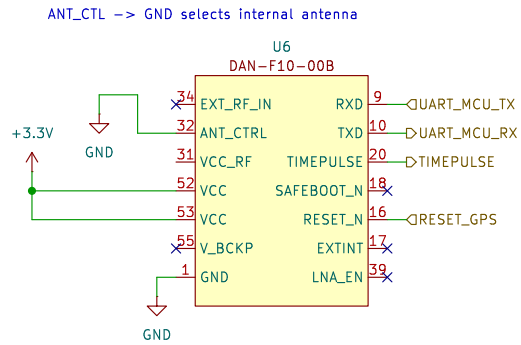 ANT_CTL -> GND selects internal antenna
U6
DAN-F10-00B
34 EXT_RF_IN RXD 9 UART_MCU_TX
+3.3V 32 ANT_CTRL TXD 10 UART_MCU_RX
GND 31 VCC_RF TIMEPULSE 20 TIMEPULSE
52 VCC SAFEBOOT_N 18
53 VCC RESET_N 16 RESET_GPS
55 V_BCKP EXTINT 17
1 GND LNA_EN 39
GND